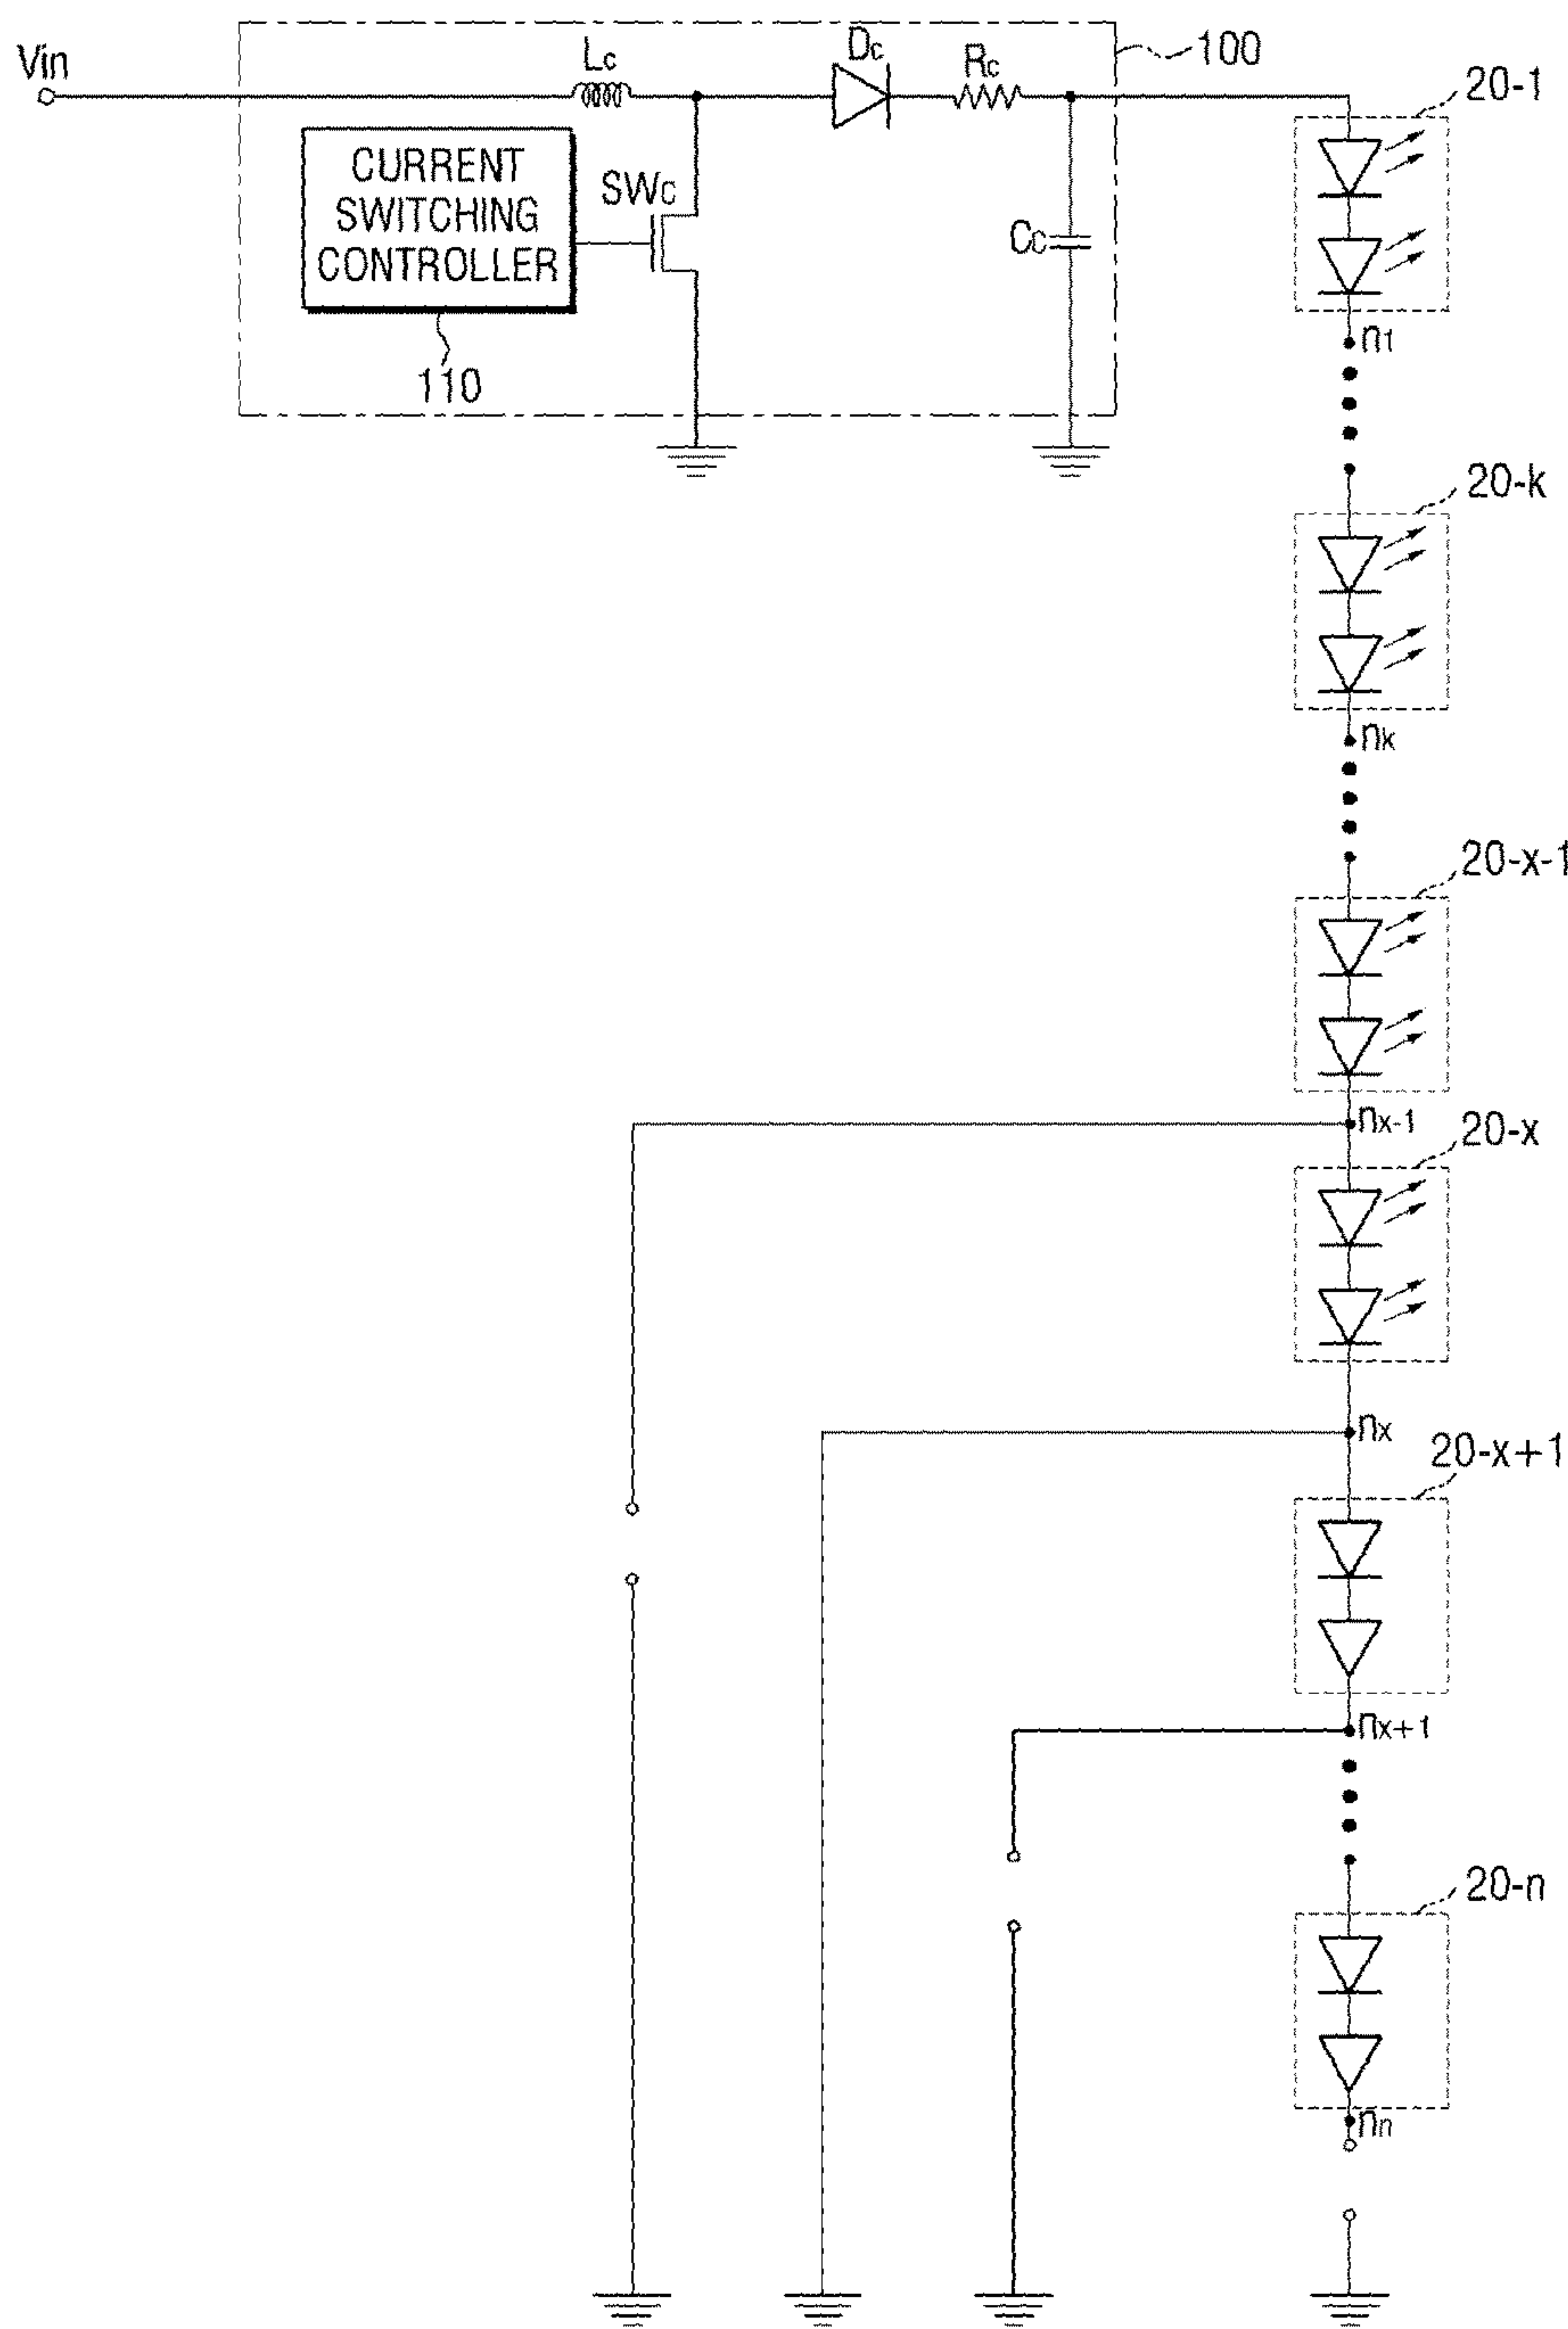 Vin
Lc
Dc
Rc
100
20-1
CURRENT
SWITCHING
CONTROLLER
SWc
Cc
110
n1
20-k
nk
20-x-1
nx-1
20-x
nx
20-x+1
nx+1
20-n
nn